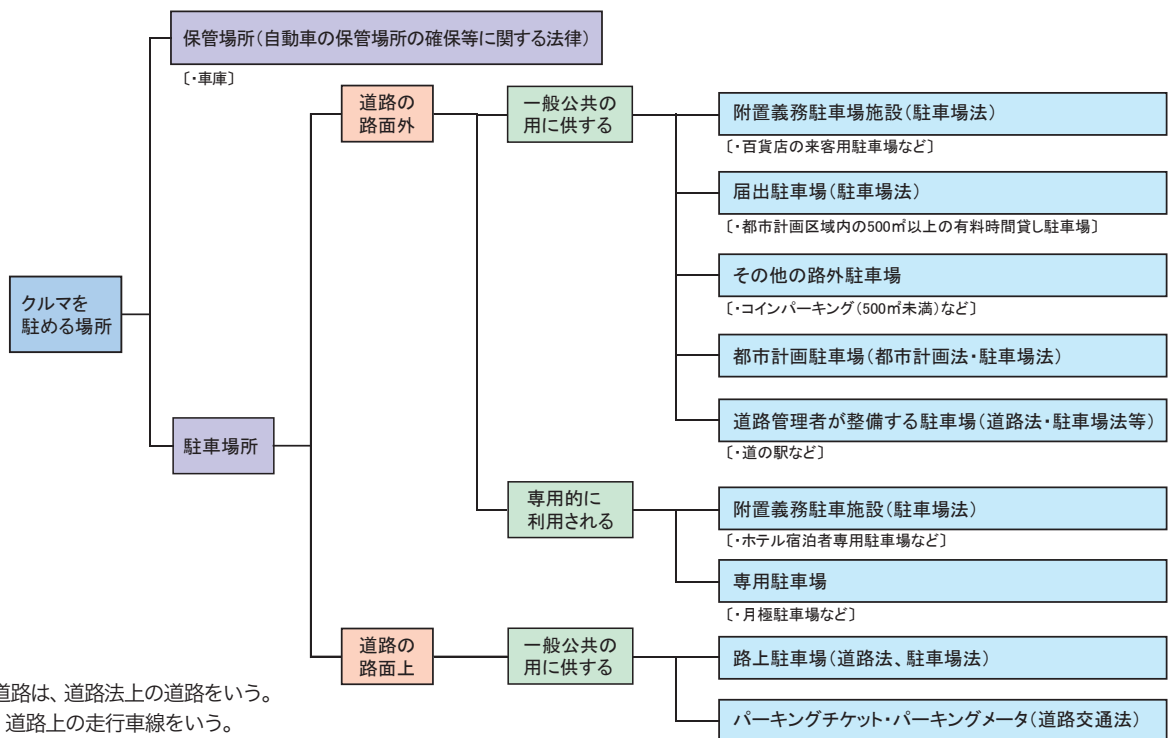 保管場所（自動車の保管場所の確保等に関する法律）
〔・車庫〕
道路の
路面外
一般公共の
用に供する
附置義務駐車場施設（駐車場法）
〔・百貨店の来客用駐車場など〕
届出駐車場（駐車場法）
〔・都市計画区域内の500㎡以上の有料時間貸し駐車場〕
その他の路外駐車場
〔・コインパーキング（500㎡未満）など〕
クルマを
駐める場所
都市計画駐車場（都市計画法・駐車場法）
道路管理者が整備する駐車場（道路法・駐車場法等）
〔・道の駅など〕
駐車場所
専用的に
利用される
附置義務駐車施設（駐車場法）
〔・ホテル宿泊者専用駐車場など〕
専用駐車場
〔・月極駐車場など〕
道路の
路面上
一般公共の
用に供する
路上駐車場（道路法、駐車場法）
パーキングチケット・パーキングメータ（道路交通法）
道路は、道路法上の道路をいう。
道路上の走行車線をいう。